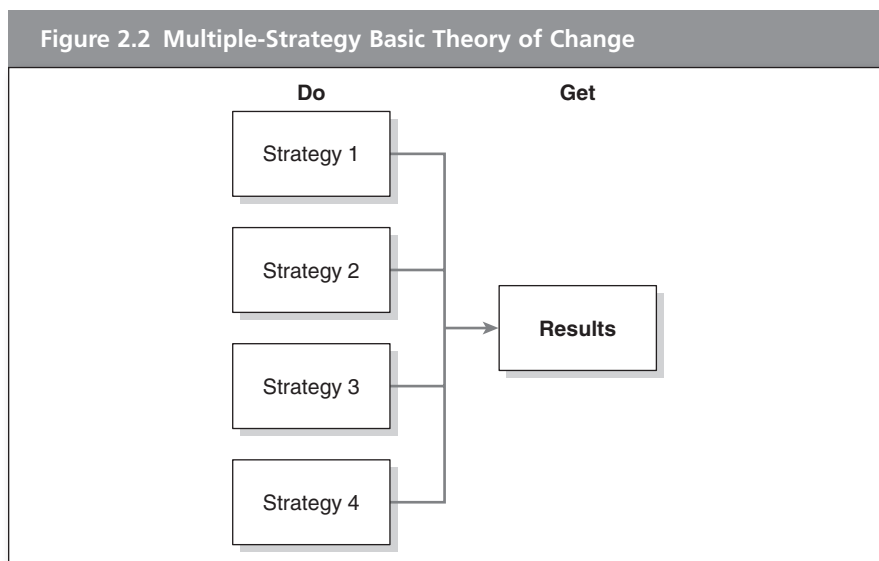 Figure 2.2 Multiple-Strategy Basic Theory of Change
Do
Get
Strategy 1
Strategy 2
Strategy 3
Strategy 4
Results